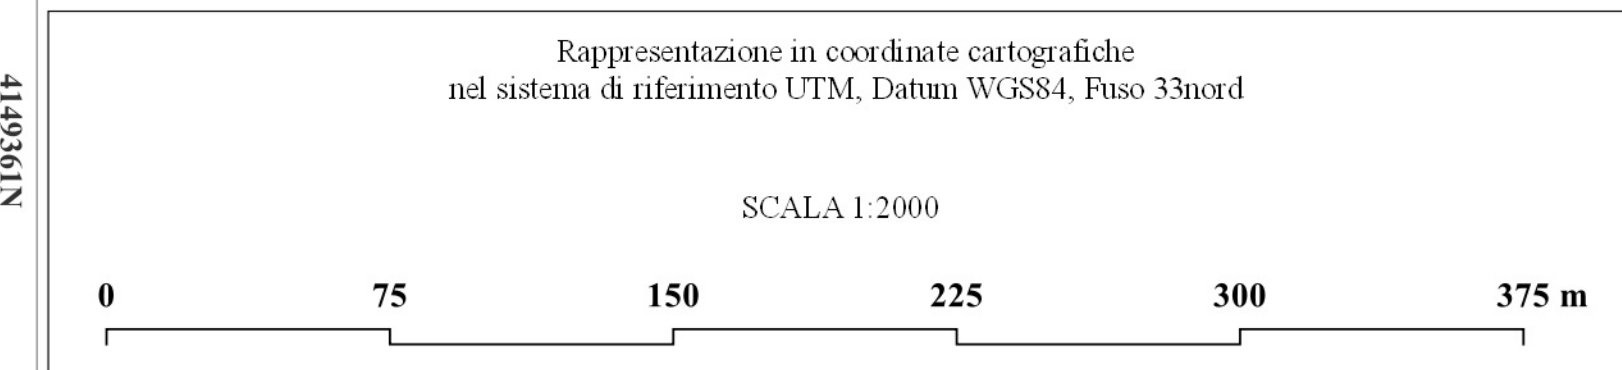 4149361N
Rappresentazione in coordinate cartografiche
nel sistema di riferimento UTM, Datum WGS84, Fuso 33nord
SCALA 1:2000
0 75 150 225 300 375 m